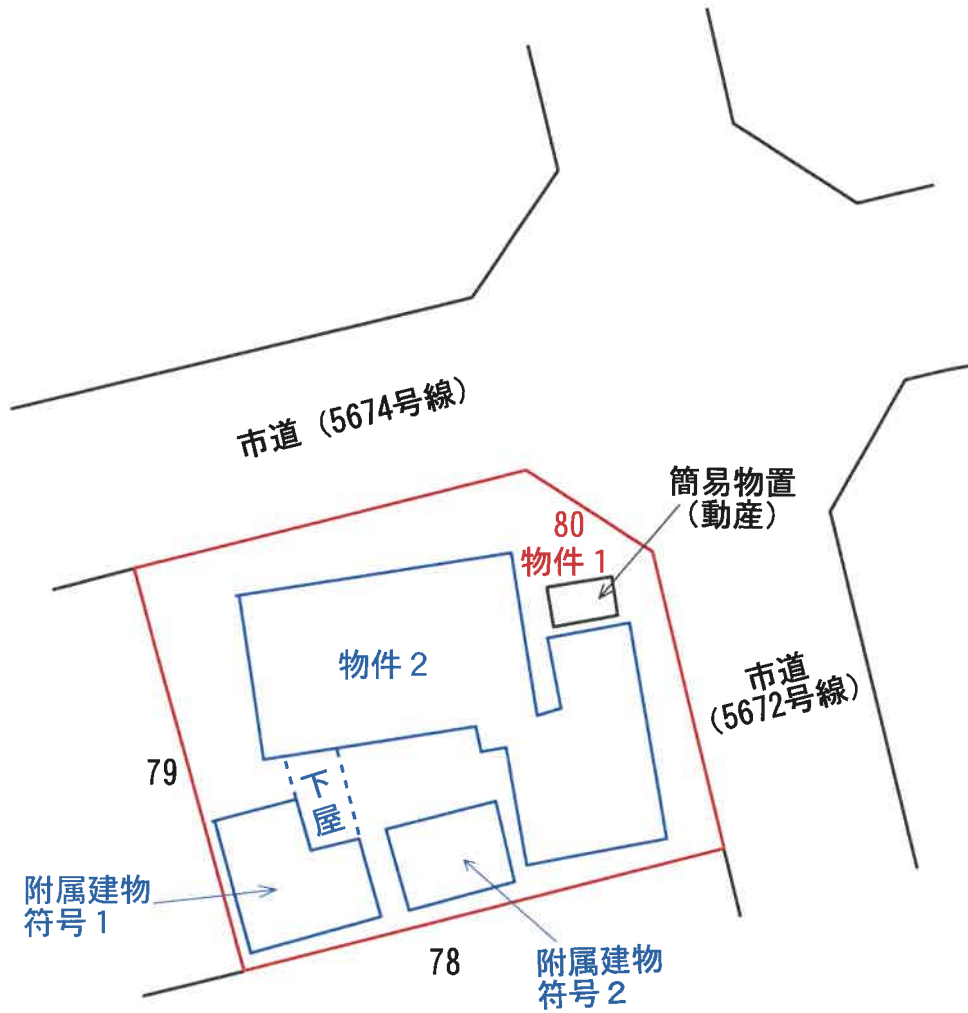 市道（5674号線）
簡易物置
（動産）
80
物件１
物件２
市道
（5672号線）
79
下
屋
附属建物
符号１
78
附属建物
符号２